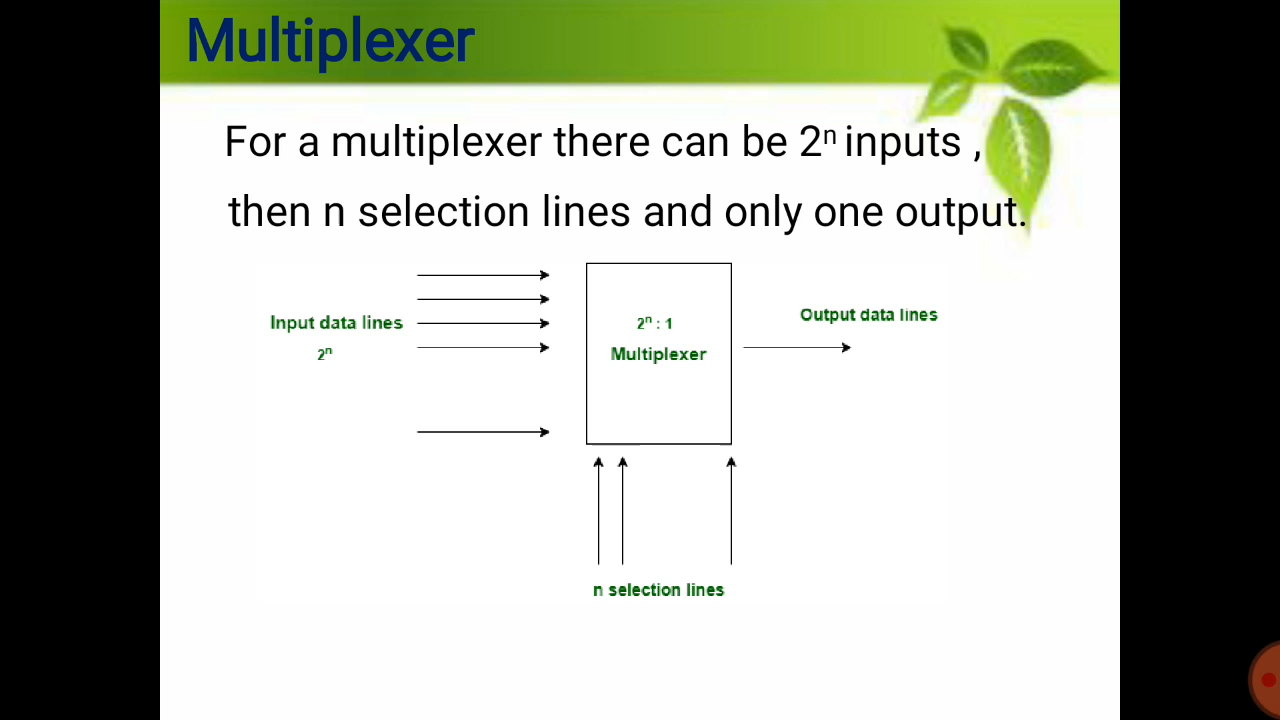 Multiplexer
For a multiplexer there can be 2ⁿ inputs ,
then n selection lines and only one output.
Input data lines
2ⁿ
2ⁿ : 1
Multiplexer
Output data lines
n selection lines